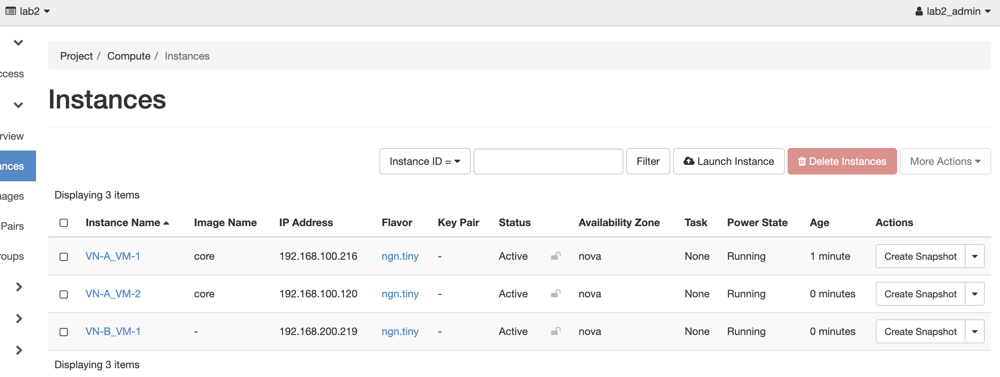 lab2
lab2_admin
Project / Compute / Instances
ccess
Instances
rview
ances
Instance ID = Filter Launch Instance Delete Instances More Actions
ages
Displaying 3 items
Instance Name Image Name IP Address Flavor Key Pair Status Availability Zone Task Power State Age Actions
Pairs
VN-A_VM-1 core 192.168.100.216 ngn.tiny - Active nova None Running 1 minute Create Snapshot
roups
VN-A_VM-2 core 192.168.100.120 ngn.tiny - Active nova None Running 0 minutes Create Snapshot
VN-B_VM-1 - 192.168.200.219 ngn.tiny - Active nova None Running 0 minutes Create Snapshot
Displaying 3 items